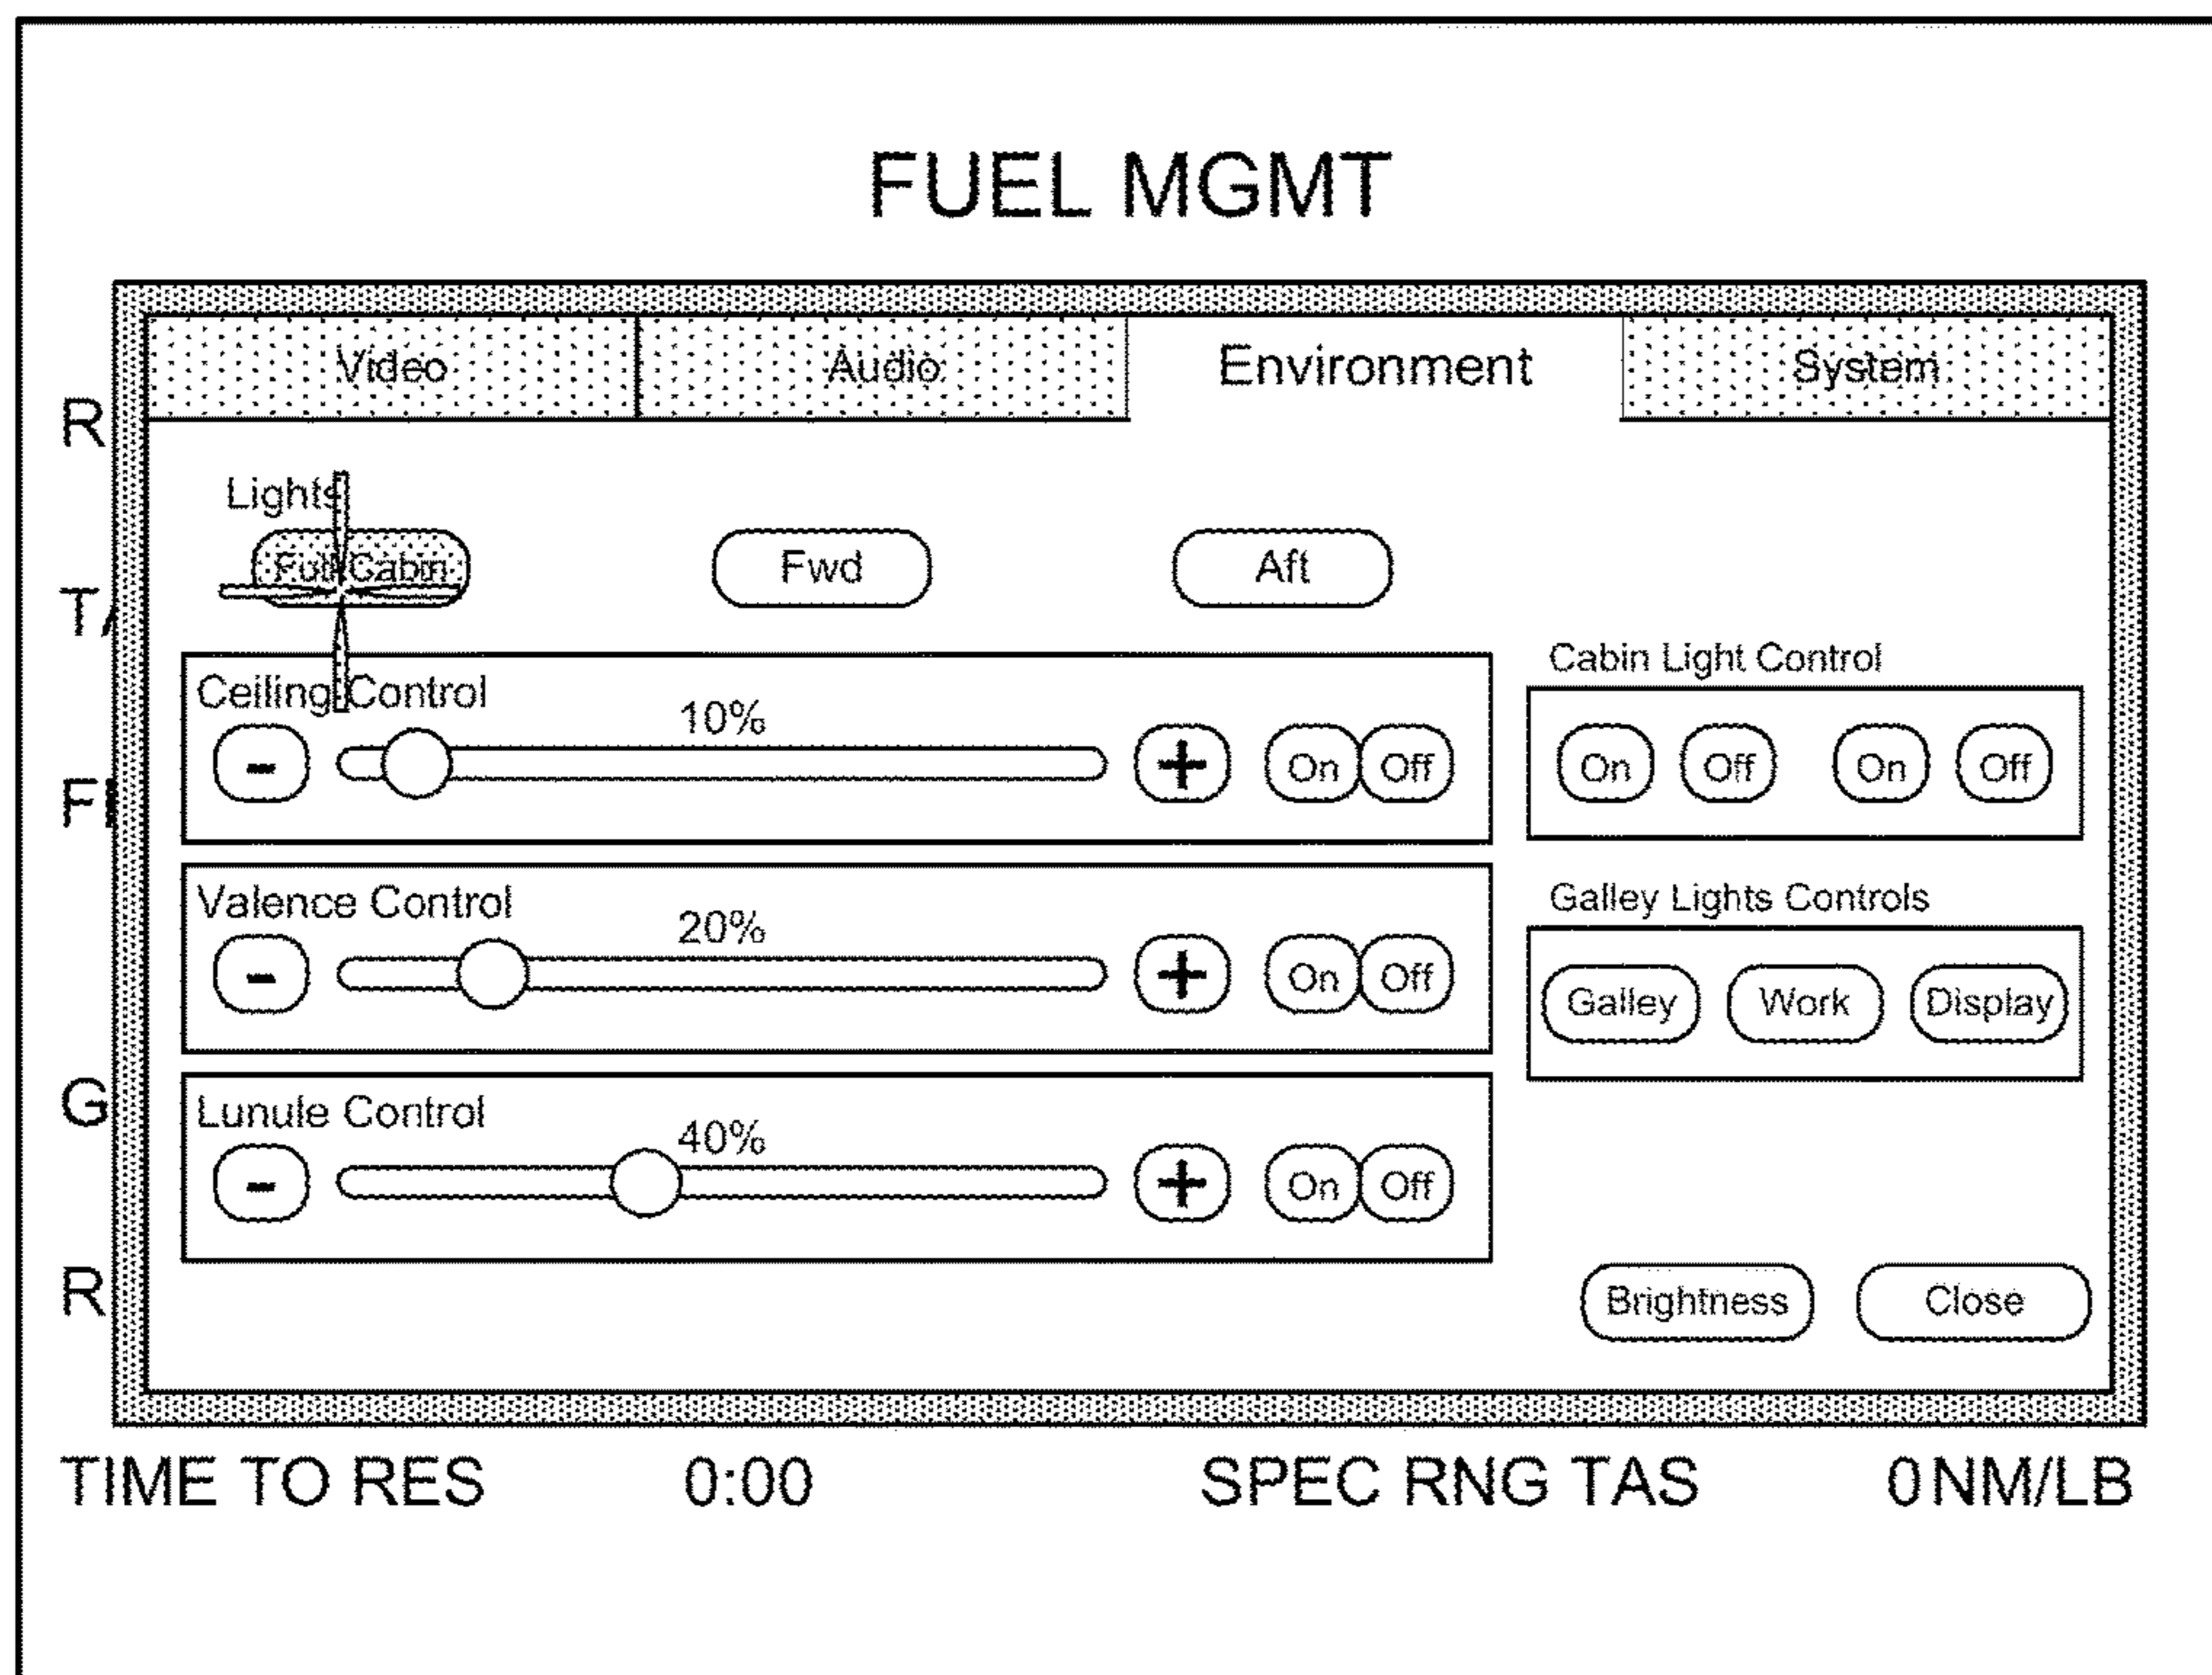 FUEL MGMT
Video Audio Environment System
R
Lights
Full Cabin Fwd Aft
TA
Cabin Light Control
Ceiling Control
10%
- + On Off On Off On Off
F
Valence Control
20%
Galley Lights Controls
- + On Off
Galley Work Display
G
Lunule Control
40%
- + On Off
R
Brightness Close
TIME TO RES 0:00 SPEC RNG TAS 0NM/LB